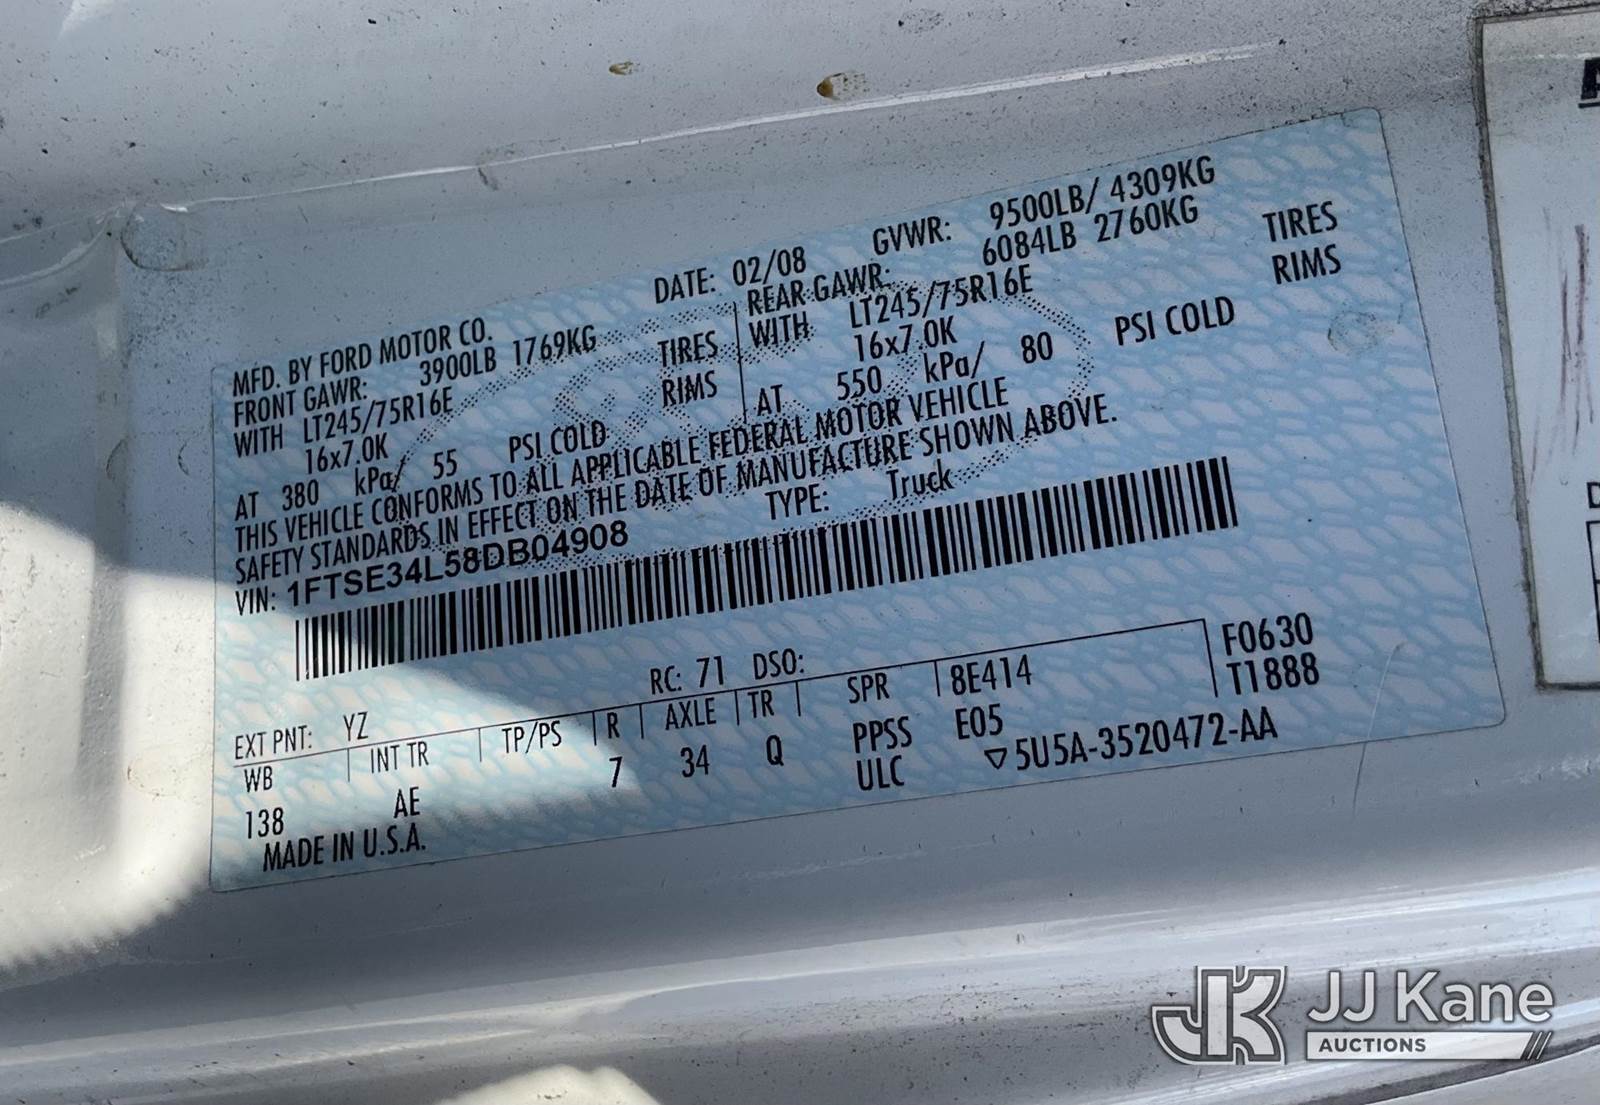 MFD. BY FORD MOTOR CO.
DATE: 02/08 GVWR: 9500LB/ 4309KG
FRONT GAWR: 3900LB 1769KG
REAR GAWR: 6084LB 2760KG
WITH LT245/75R16E TIRES
WITH LT245/75R16E TIRES
16x7.0K RIMS
16x7.0K RIMS
AT 380 kPa/ 55 PSI COLD
AT 550 kPa/ 80 PSI COLD
THIS VEHICLE CONFORMS TO ALL APPLICABLE FEDERAL MOTOR VEHICLE
SAFETY STANDARDS IN EFFECT ON THE DATE OF MANUFACTURE SHOWN ABOVE.
VIN: 1FTSE34L58DB04908
TYPE: Truck
F0630
T1888
EXT PNT: YZ RC: 71 DSO:
WB INT TR TP/PS R AXLE TR SPR 8E414
138 AE 7 34 Q PPSS E05
ULC ▽5U5A-3520472-AA
MADE IN U.S.A.
JK JJ Kane
AUCTIONS